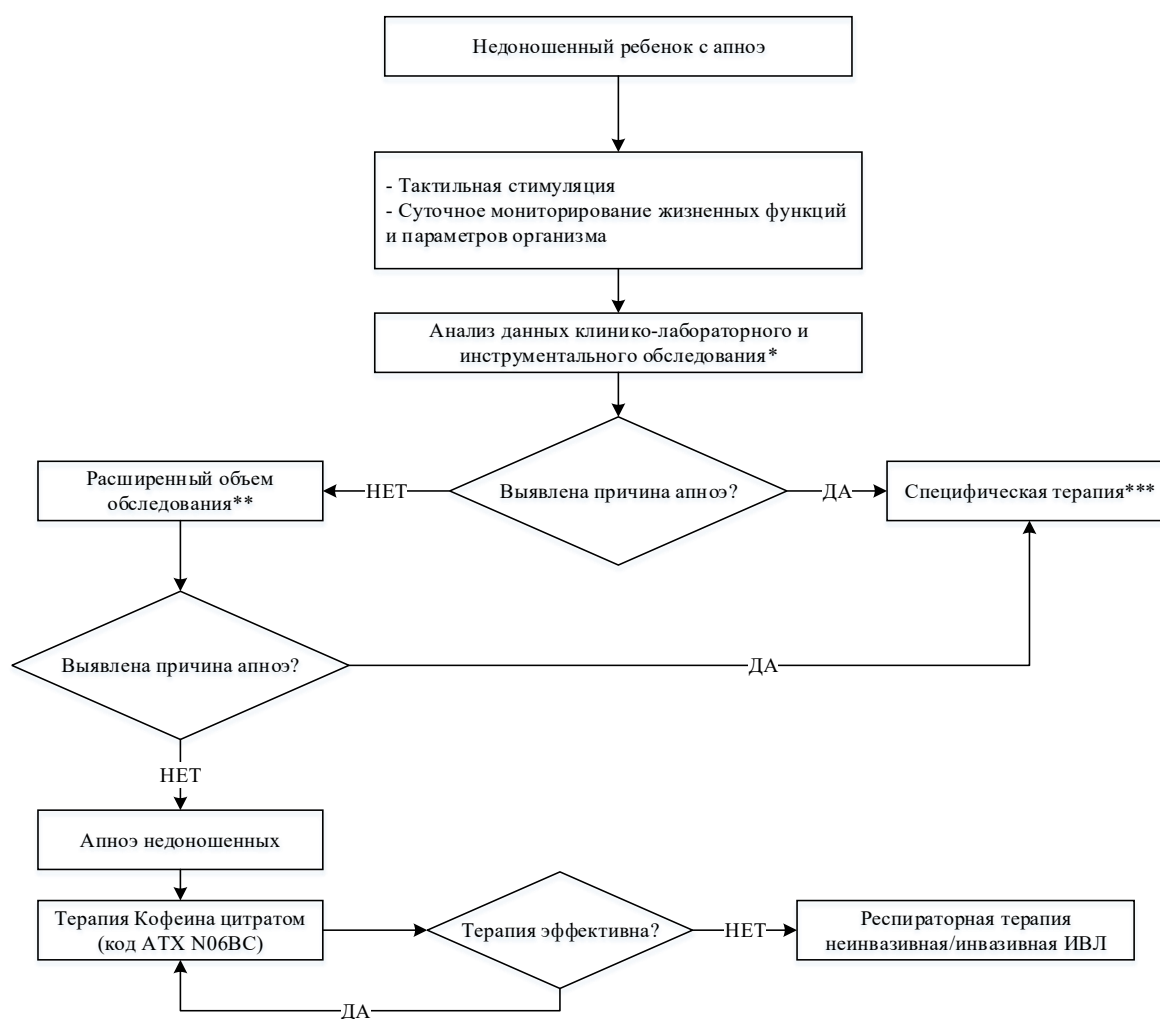 Недоношенный ребенок с апноэ
- Тактильная стимуляция
- Суточное мониторирование жизненных функций
и параметров организма
Анализ данных клинико-лабораторного и
инструментального обследования*
Расширенный объем
обследования**
НЕТ
Выявлена причина апноэ?
ДА
Специфическая терапия***
Выявлена причина апноэ?
ДА
НЕТ
Апноэ недоношенных
Терапия Кофеина цитратом
(код АТХ N06BC)
Терапия эффективна?
НЕТ
Респираторная терапия
неинвазивная/инвазивная ИВЛ
ДА